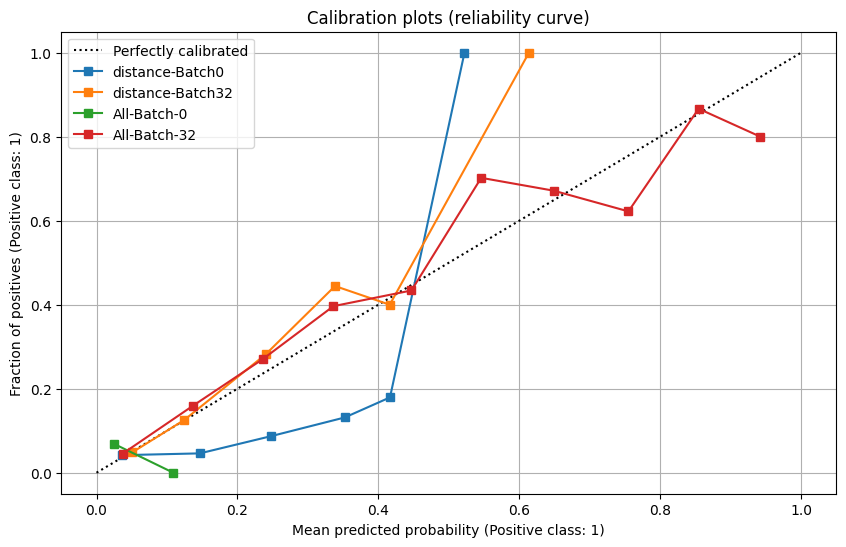 Calibration plots (reliability curve)
Perfectly calibrated
distance-Batch0
distance-Batch32
All-Batch-0
All-Batch-32
Fraction of positives (Positive class: 1)
1.0
0.8
0.6
0.4
0.2
0.0
0.0 0.2 0.4 0.6 0.8 1.0
Mean predicted probability (Positive class: 1)